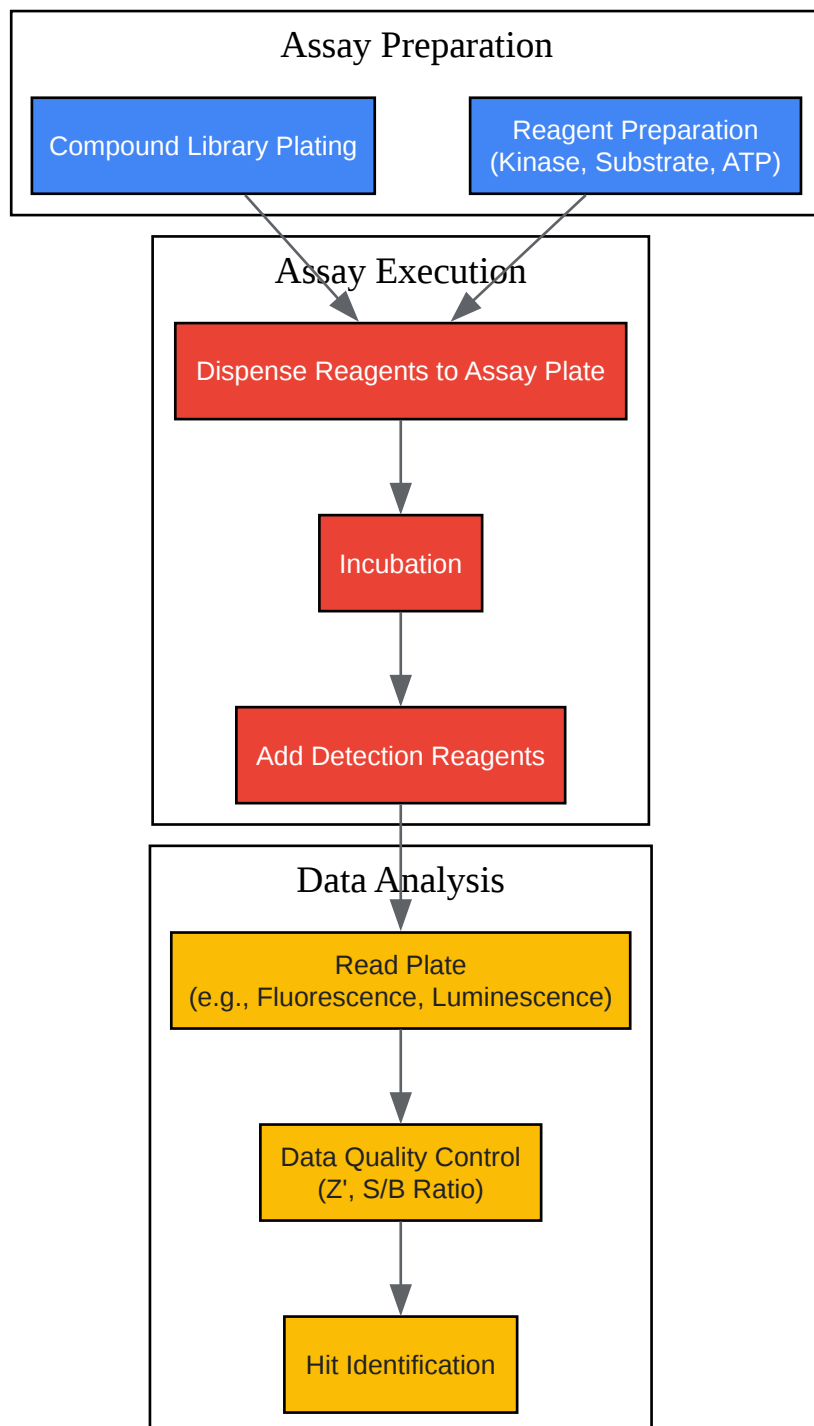 Assay Preparation
Compound Library Plating
Reagent Preparation
(Kinase, Substrate, ATP)
Assay Execution
Dispense Reagents to Assay Plate
Incubation
Add Detection Reagents
Data Analysis
Read Plate
(e.g., Fluorescence, Luminescence)
Data Quality Control
(Z', S/B Ratio)
Hit Identification